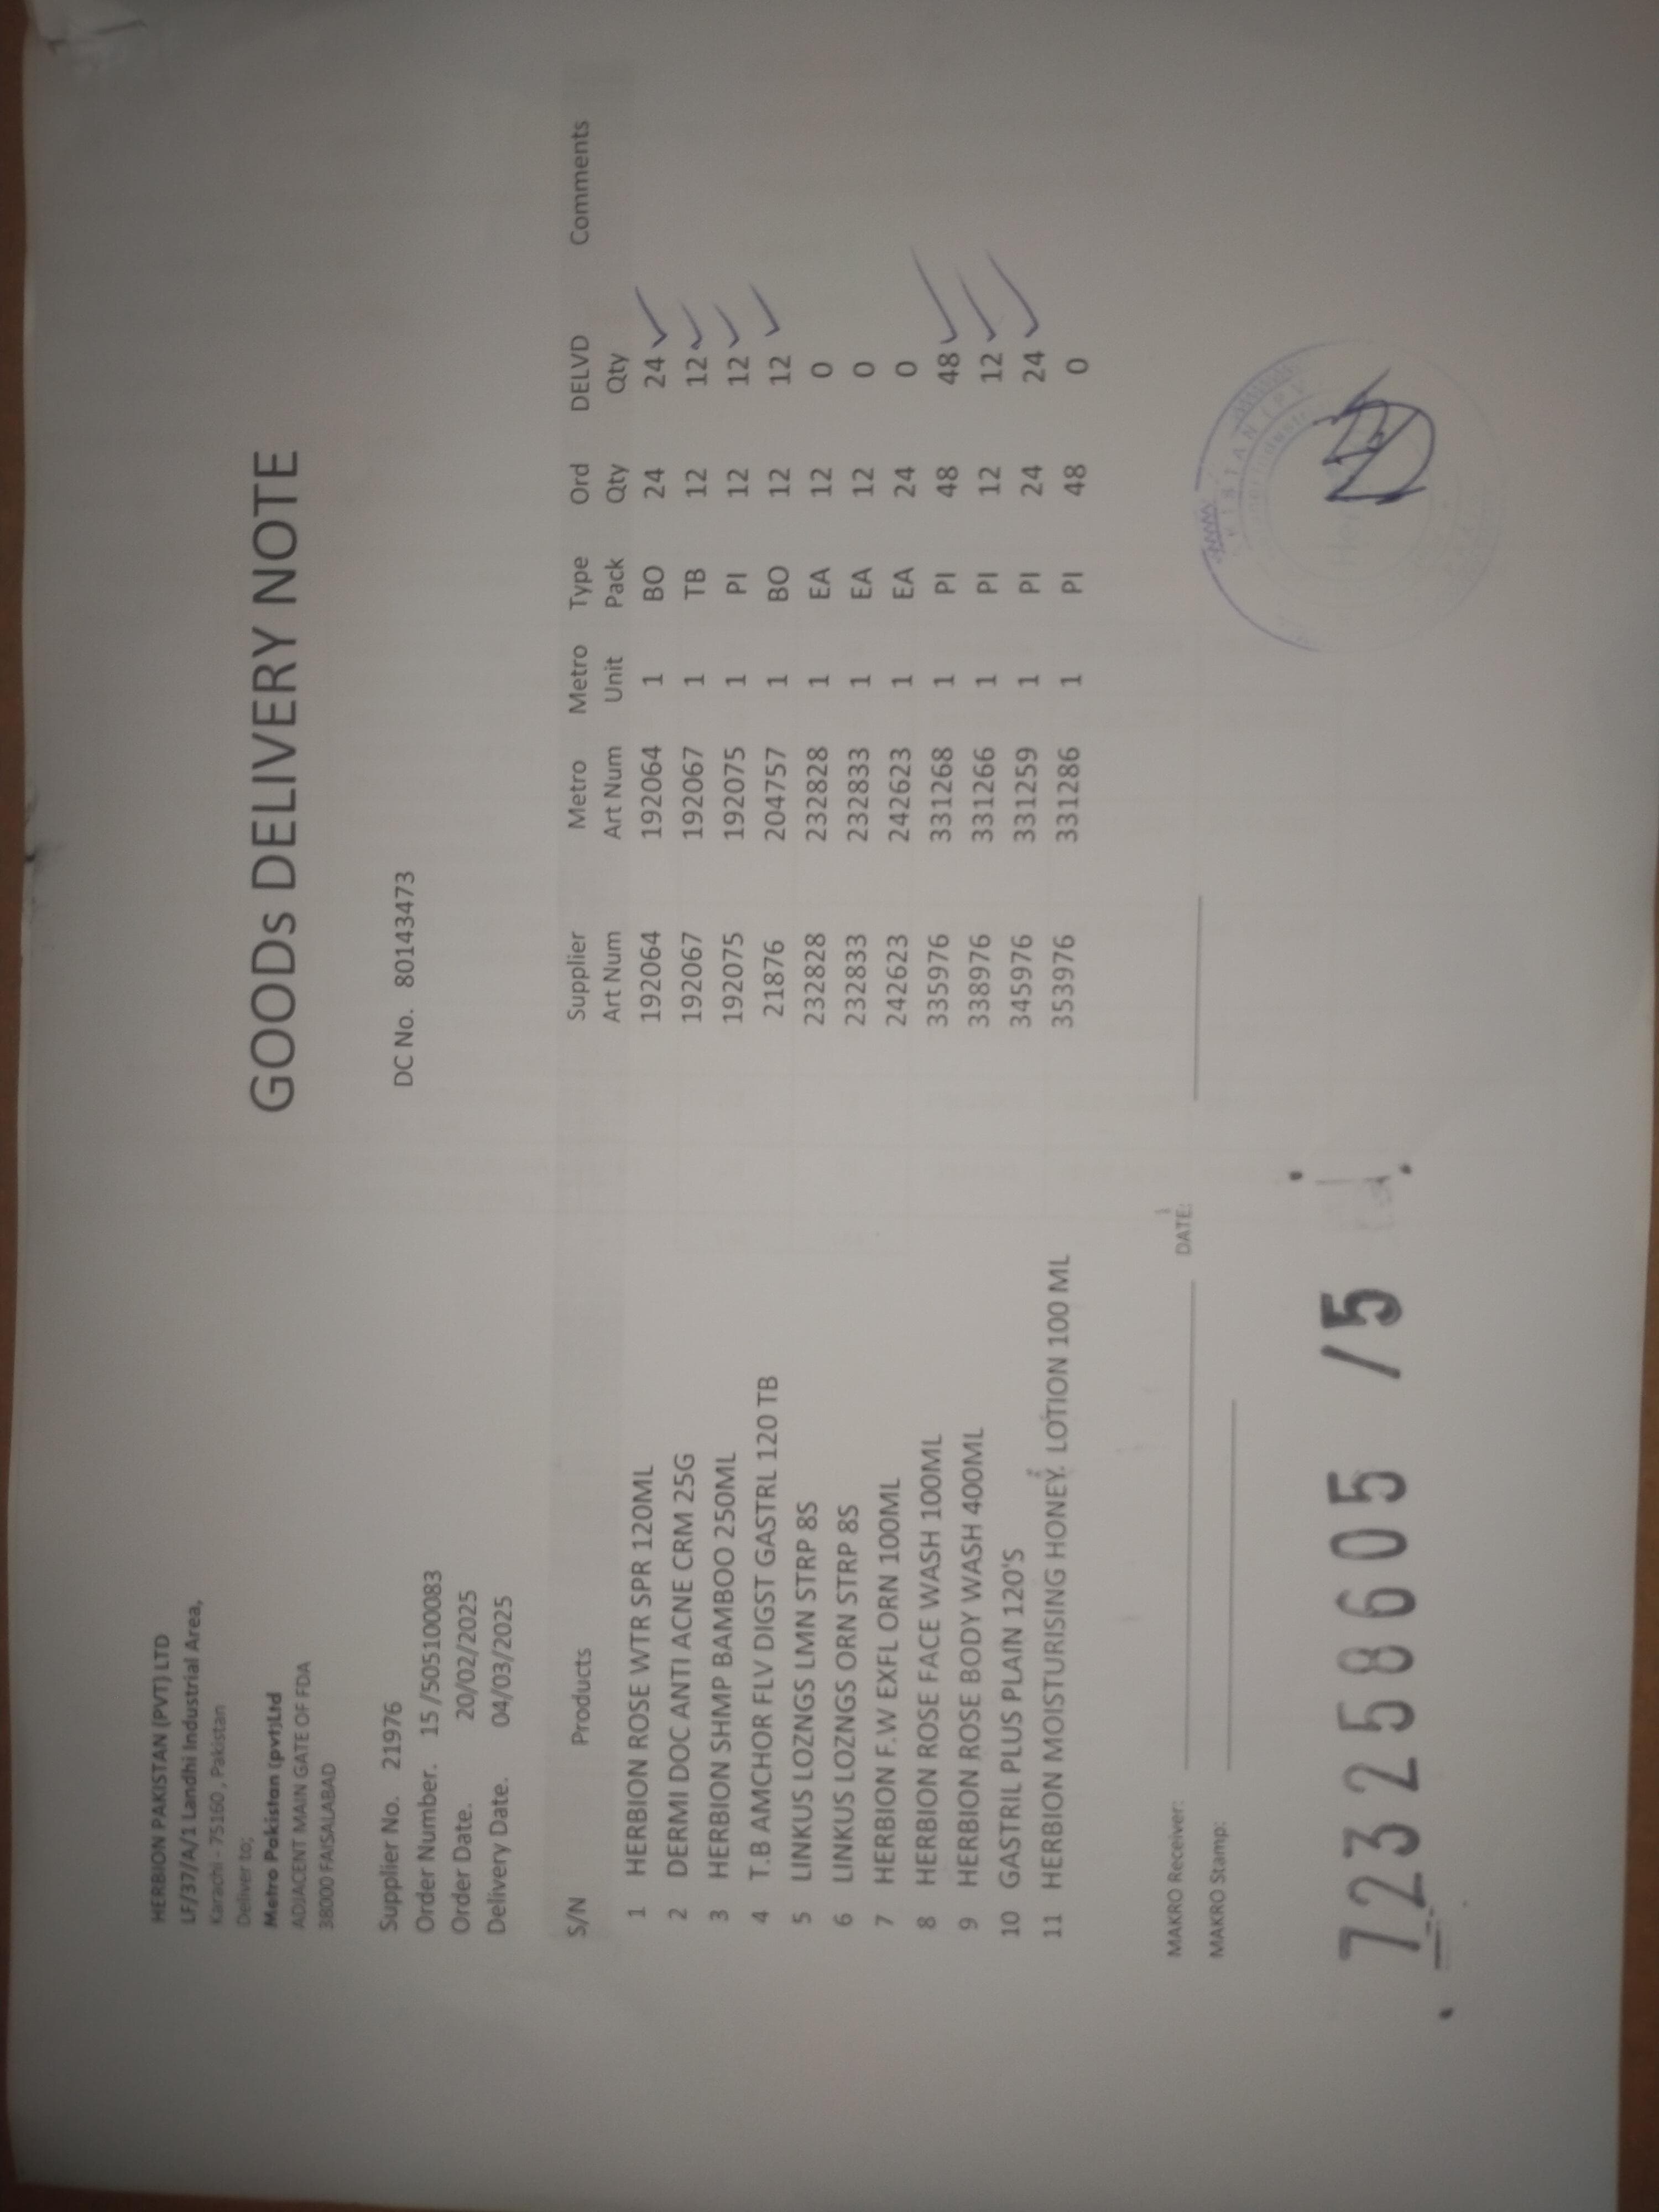 HERBION PAKISTAN (PVT) LTD
LF/37/A/1 Landhi Industrial Area,
Karachi - 75160 , Pakistan
Deliver to;
Metro Pakistan (pvt)Ltd
ADJACENT MAIN GATE OF FDA
38000 FAISALABAD
GOODs DELIVERY NOTE
Supplier No. 21976 DC No. 80143473
Order Number. 15 /505100083
Order Date. 20/02/2025
Delivery Date. 04/03/2025
S/N Products Supplier Art Num Metro Art Num Metro Unit Type Pack Ord Qty DELVD Qty Comments
1 HERBION ROSE WTR SPR 120ML 192064 192064 1 BO 24 24 ✓
2 DERMI DOC ANTI ACNE CRM 25G 192067 192067 1 TB 12 12 ✓
3 HERBION SHMP BAMBOO 250ML 192075 192075 1 PI 12 12 ✓
4 T.B AMCHOR FLV DIGST GASTRL 120 TB 21876 204757 1 BO 12 12 ✓
5 LINKUS LOZNGS LMN STRP 8S 232828 232828 1 EA 12 0
6 LINKUS LOZNGS ORN STRP 8S 232833 232833 1 EA 12 0
7 HERBION F.W EXFL ORN 100ML 242623 242623 1 EA 24 0
8 HERBION ROSE FACE WASH 100ML 335976 331268 1 PI 48 48 ✓
9 HERBION ROSE BODY WASH 400ML 338976 331266 1 PI 12 12 ✓
10 GASTRIL PLUS PLAIN 120'S 345976 331259 1 PI 24 24 ✓
11 HERBION MOISTURISING HONEY. LOTION 100 ML 353976 331286 1 PI 48 0
MAKRO Receiver: DATE:
MAKRO Stamp:
723258605 /5